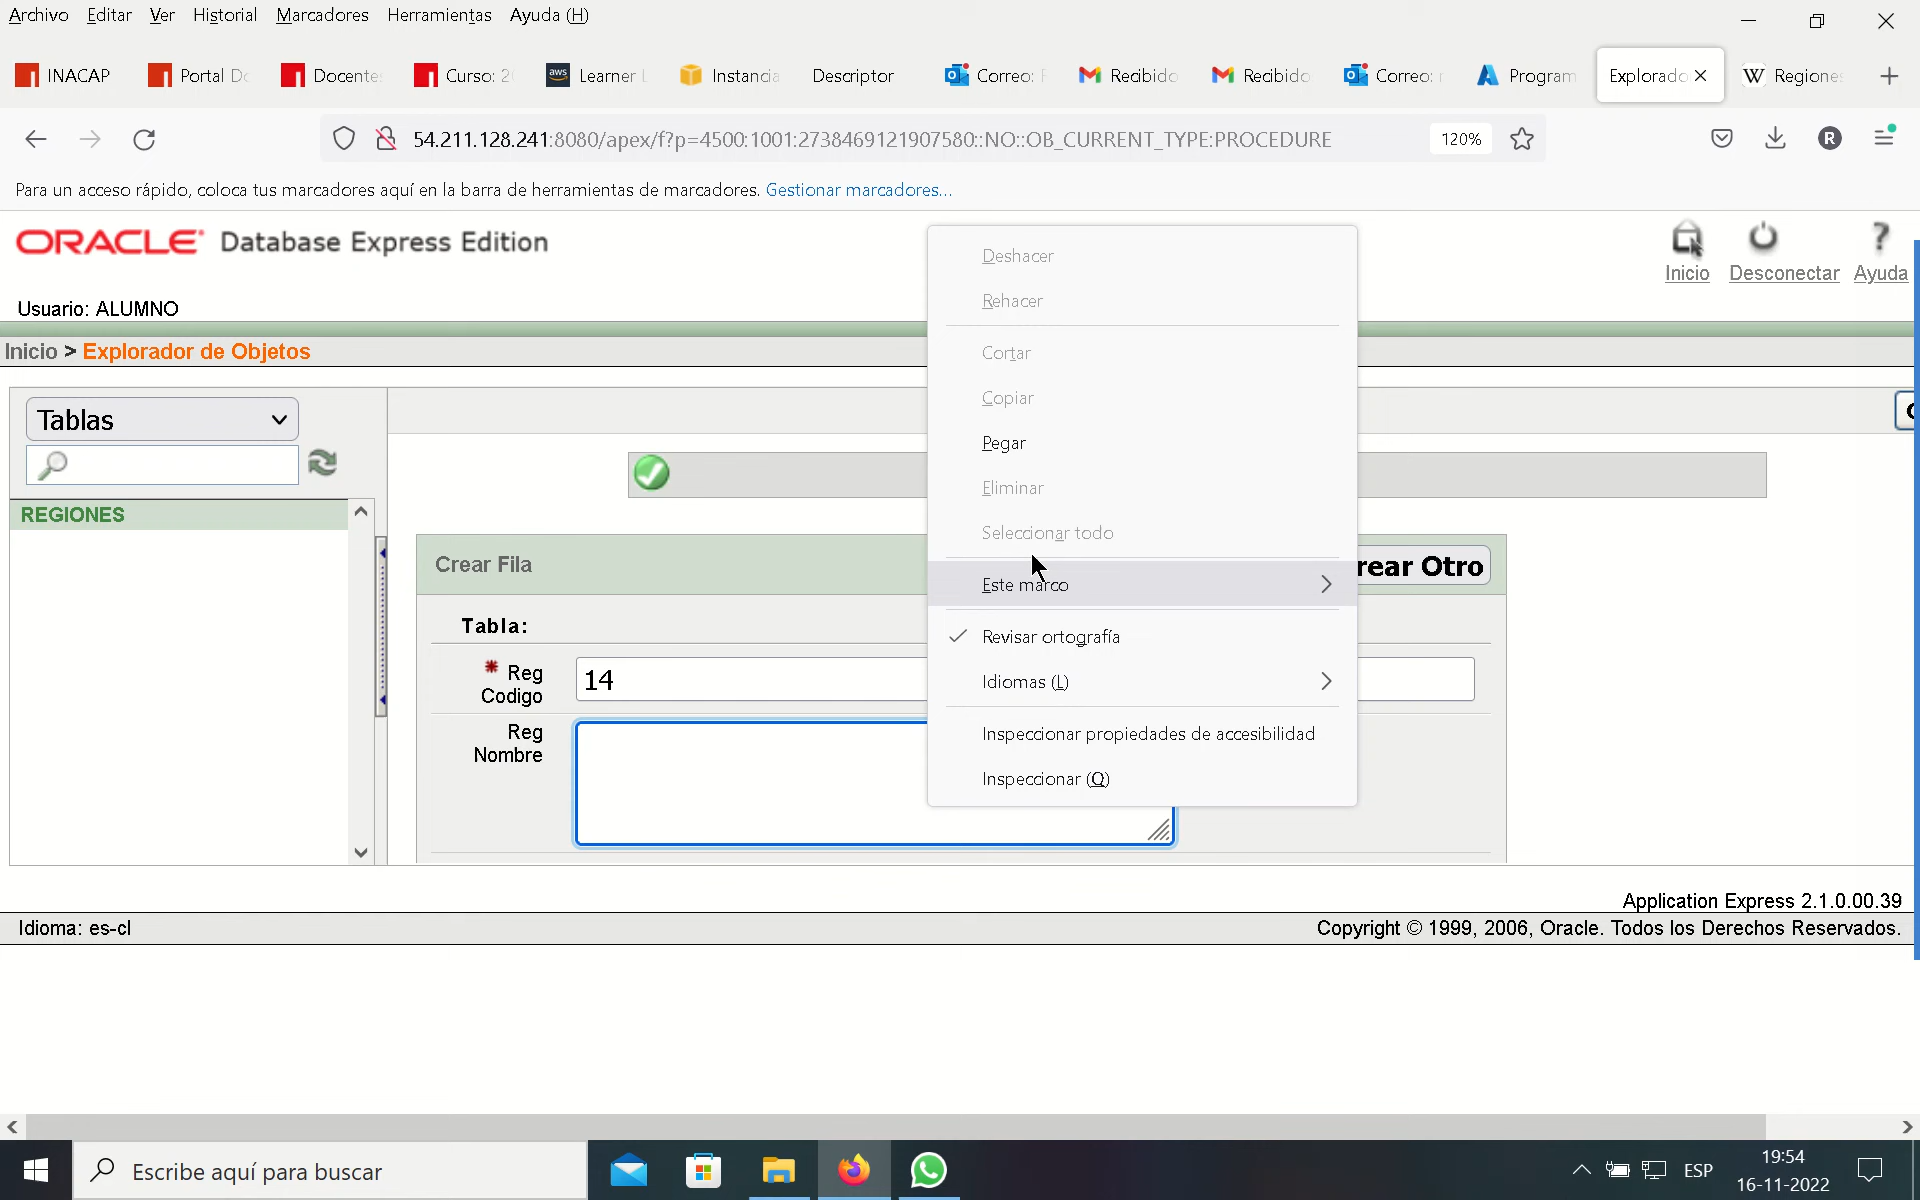 Archivo Editar Ver Historial Marcadores Herramientas Ayuda (H)
INACAP Portal Do Docente Curso: 2 aws Learner L Instancia Descriptor Correo: F Recibido Recibido Correo: Program Explorado Regiones
54.211.128.241:8080/apex/f?p=4500:1001:2738469121907580::NO::OB_CURRENT_TYPE:PROCEDURE 120% R
Para un acceso rápido, coloca tus marcadores aquí en la barra de herramientas de marcadores. Gestionar marcadores...
ORACLE Database Express Edition
Inicio Desconectar Ayuda
Usuario: ALUMNO
Inicio > Explorador de Objetos
Tablas
REGIONES
Crear Fila
rear Otro
Tabla:
* Reg Codigo 14
Reg Nombre
Deshacer
Rehacer
Cortar
Copiar
Pegar
Eliminar
Seleccionar todo
Este marco
Revisar ortografía
Idiomas (L)
Inspeccionar propiedades de accesibilidad
Inspeccionar (Q)
Application Express 2.1.0.00.39
Idioma: es-cl Copyright © 1999, 2006, Oracle. Todos los Derechos Reservados.
Escribe aquí para buscar
ESP
19:54
16-11-2022